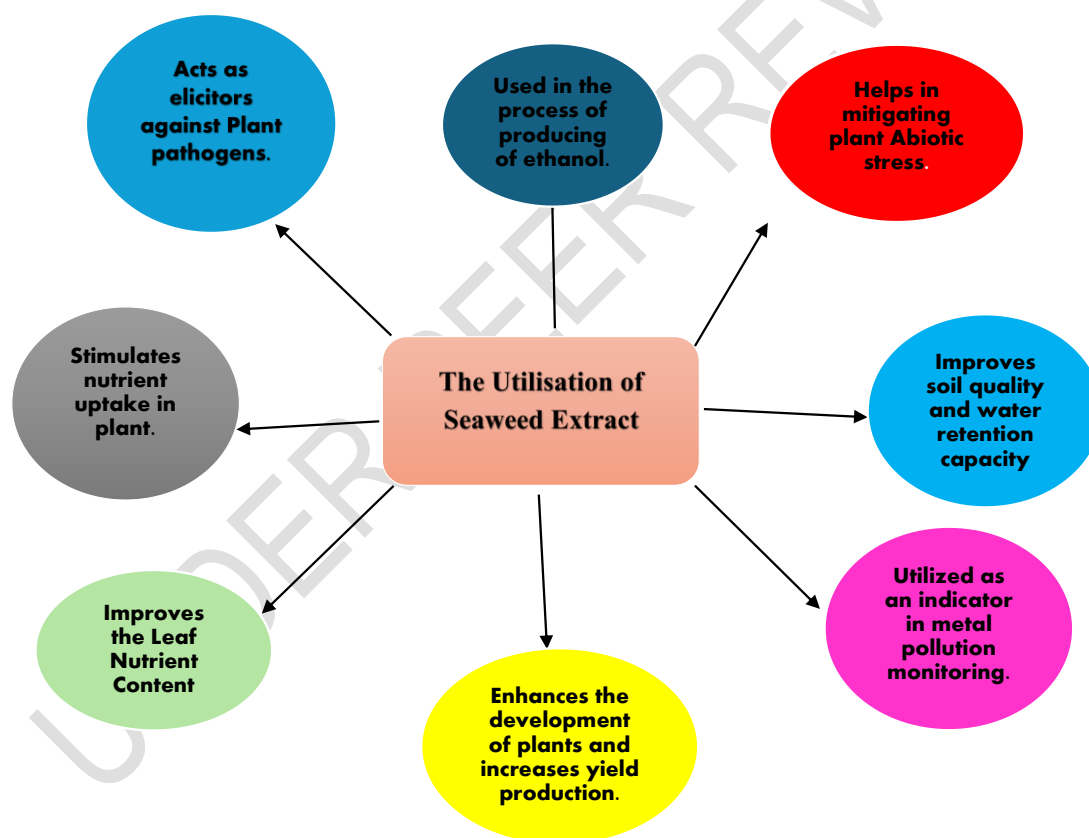 Acts as
elicitors
against Plant
pathogens.
Used in the
process of
producing
of ethanol.
Helps in
mitigating
plant Abiotic
stress.
Stimulates
nutrient
uptake in
plant.
The Utilisation of
Seaweed Extract
Improves
soil quality
and water
retention
capacity
Improves
the Leaf
Nutrient
Content
Enhances the
development
of plants and
increases yield
production.
Utilized as
an indicator
in metal
pollution
monitoring.